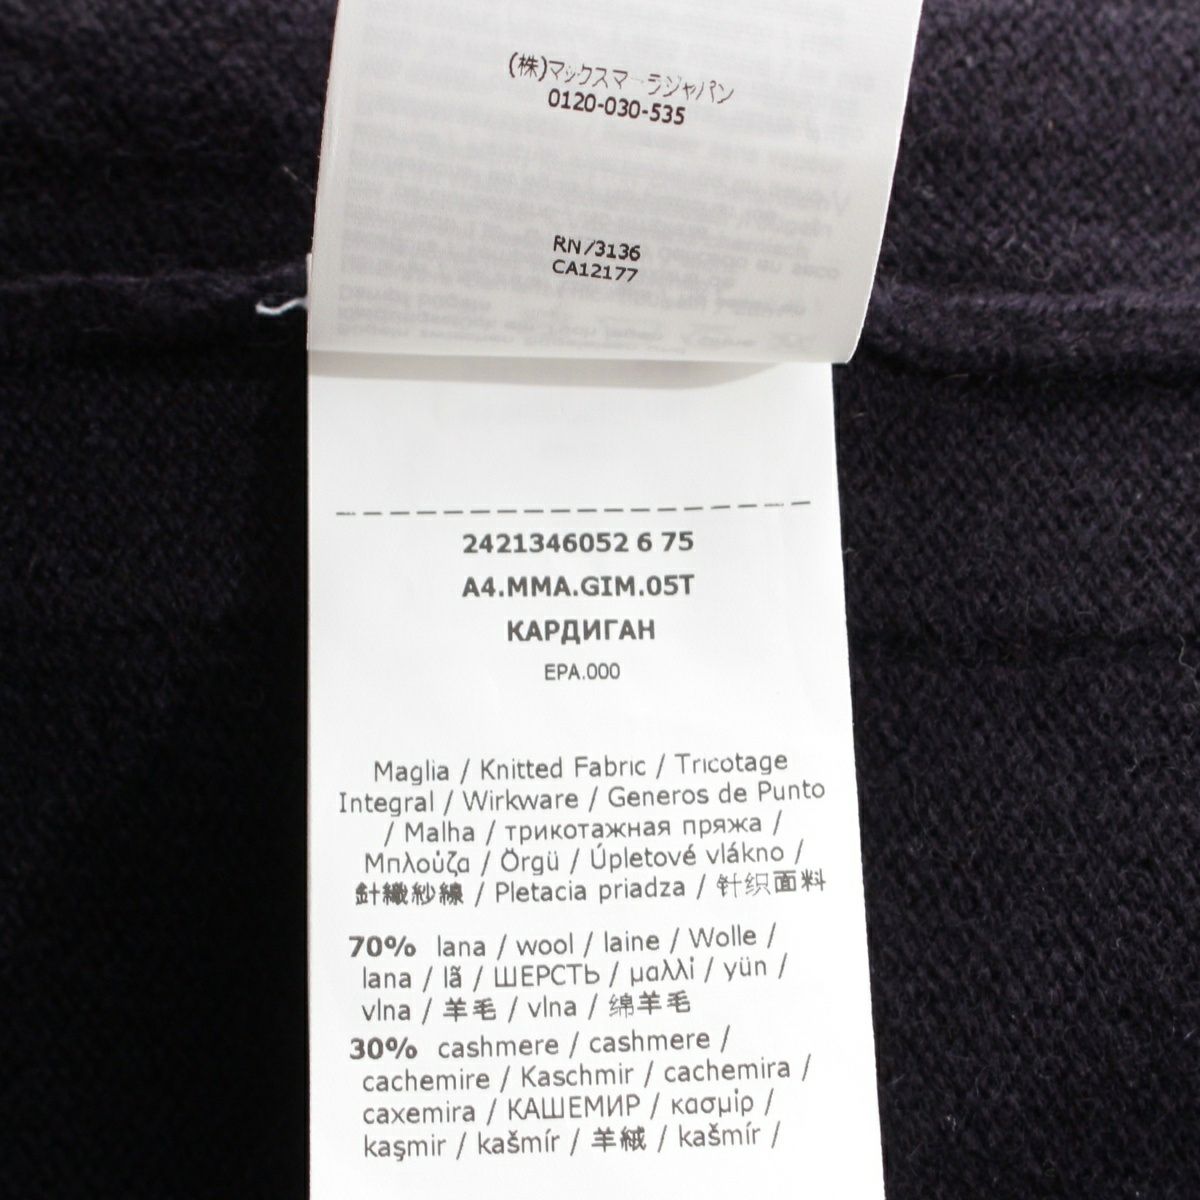 (株)マックスマーラジャパン
0120-030-535
RN73136
CA12177
2421346052 6 75
A4.MMA.GIM.05T
КАРДИГАН
EPA.000
Maglia / Knitted Fabric / Tricotage
Integral / Wirkware / Generos de Punto
/ Malha / трикотажная пряжа /
Μπλούζα / Örgü / Úpletové vlákno /
針織紗線 / Pletacia priadza / 针织面料
70% lana / wool / laine / Wolle /
lana / lã / ШЕРСТЬ / μαλλί / yün /
vlna / 羊毛 / vlna / 绵羊毛
30% cashmere / cashmere /
cachemire / Kaschmir / cachemira /
caxemira / КАШЕМИР / κασμίρ /
kaşmir / kašmír / 羊絨 / kašmír /